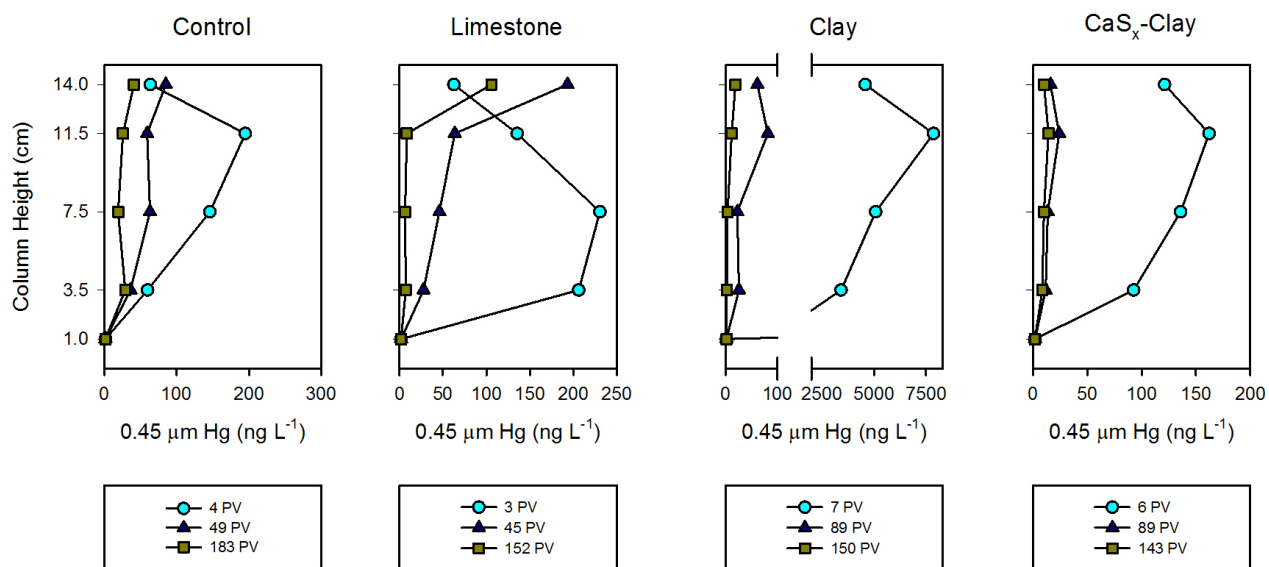 Control
Limestone
Clay
CaSx-Clay
Column Height (cm)
14.0
11.5
7.5
3.5
1.0
0 100 200 300
0 50 100 150 200 250
0 100 2500 5000 7500
0 50 100 150 200
0.45 μm Hg (ng L-1)
0.45 μm Hg (ng L-1)
0.45 μm Hg (ng L-1)
0.45 μm Hg (ng L-1)
4 PV
49 PV
183 PV
3 PV
45 PV
152 PV
7 PV
89 PV
150 PV
6 PV
89 PV
143 PV